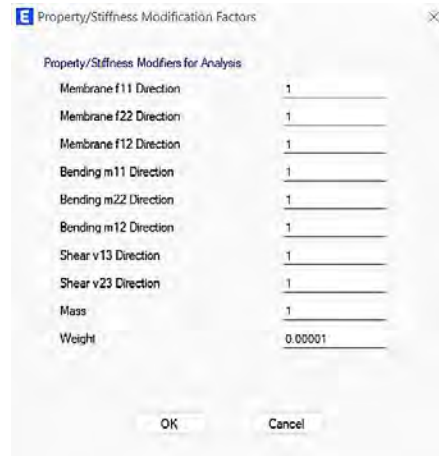 E Property/Stiffness Modification Factors
Property/Stiffness Modifiers for Analysis
Membrane f11 Direction 1
Membrane f22 Direction 1
Membrane f12 Direction 1
Bending m11 Direction 1
Bending m22 Direction 1
Bending m12 Direction 1
Shear v13 Direction 1
Shear v23 Direction 1
Mass 1
Weight 0.00001
OK Cancel